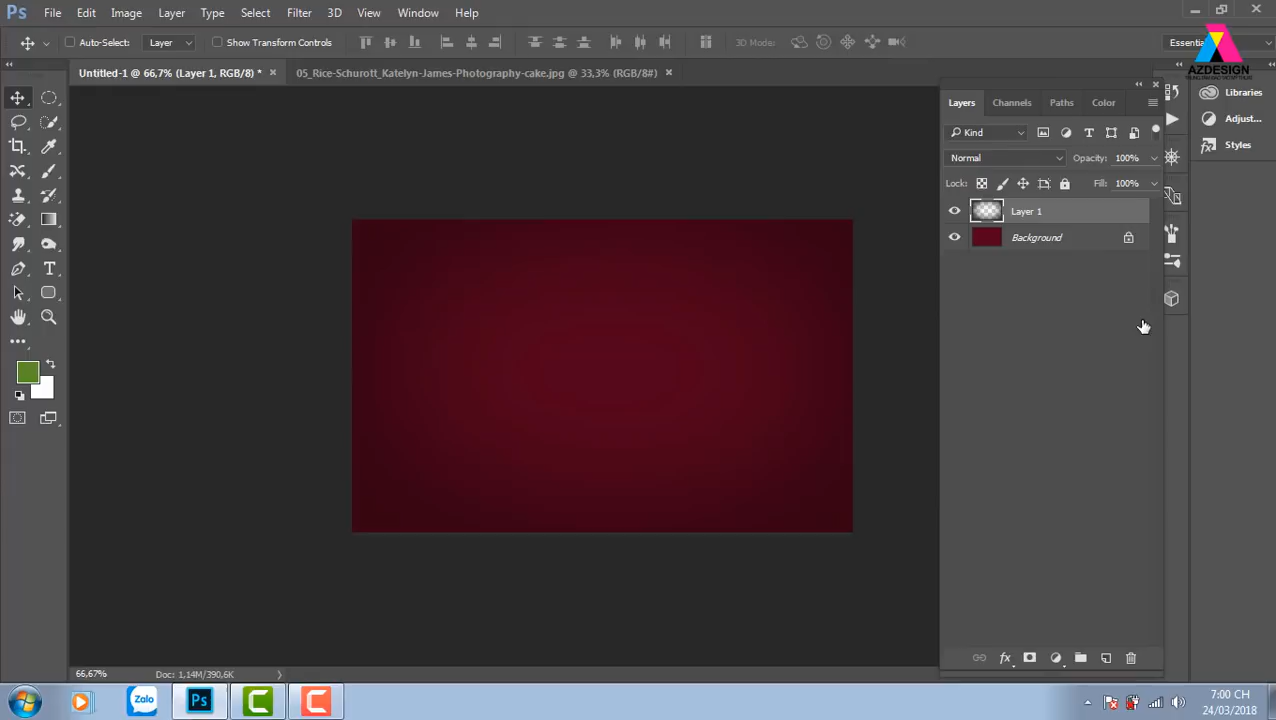 Ps File Edit Image Layer Type Select Filter 3D View Window Help
Auto-Select: Layer Show Transform Controls 3D Mode: Essenti
AZDESIGN
Untitled-1 @ 66,7% (Layer 1, RGB/8) * × 05_Rice-Schurott_Katelyn-James-Photography-cake.jpg @ 33,3% (RGB/8#) ×
Layers Channels Paths Color
Libraries
Kind
Adjust...
Normal Opacity: 100%
Styles
Lock: Fill: 100%
Layer 1
Background
66,67% Doc: 1,14M/390,6K
Zalo Ps
7:00 CH
24/03/2018